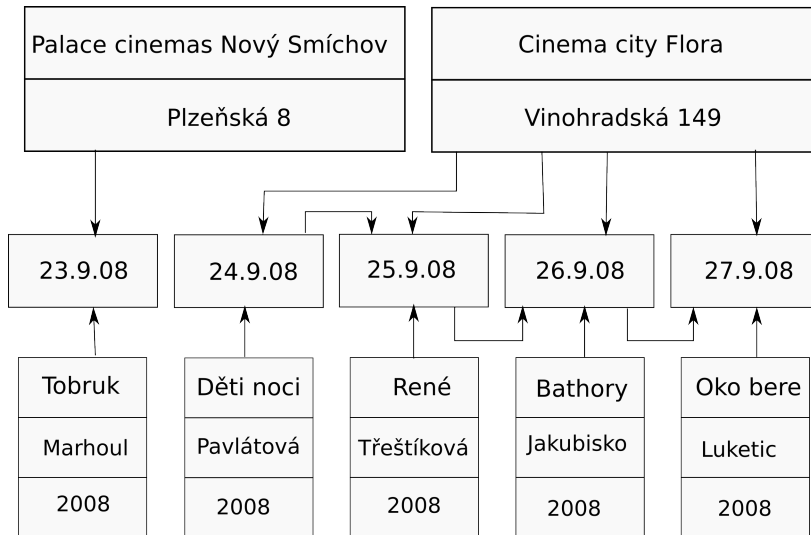 Palace cinemas Nový Smíchov
Plzeňská 8
Cinema city Flora
Vinohradská 149
23.9.08
24.9.08
25.9.08
26.9.08
27.9.08
Tobruk
Marhoul
2008
Děti noci
Pavlátová
2008
René
Třeštíková
2008
Bathory
Jakubisko
2008
Oko bere
Luketic
2008